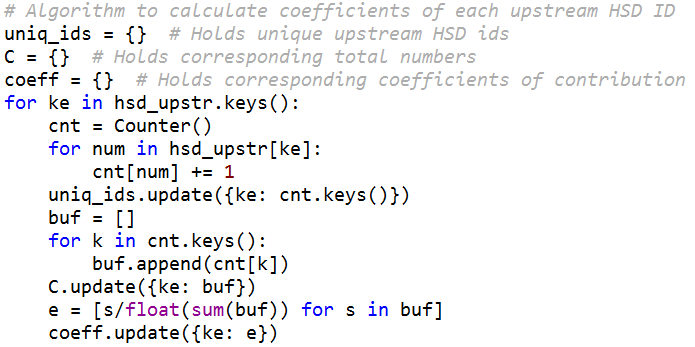 # Algorithm to calculate coefficients of each upstream HSD ID
uniq_ids = {}  # Holds unique upstream HSD ids
C = {}  # Holds corresponding total numbers
coeff = {}  # Holds corresponding coefficients of contribution
for ke in hsd_upstr.keys():
    cnt = Counter()
    for num in hsd_upstr[ke]:
        cnt[num] += 1
    uniq_ids.update({ke: cnt.keys()})
    buf = []
    for k in cnt.keys():
        buf.append(cnt[k])
    C.update({ke: buf})
    e = [s/float(sum(buf)) for s in buf]
    coeff.update({ke: e})